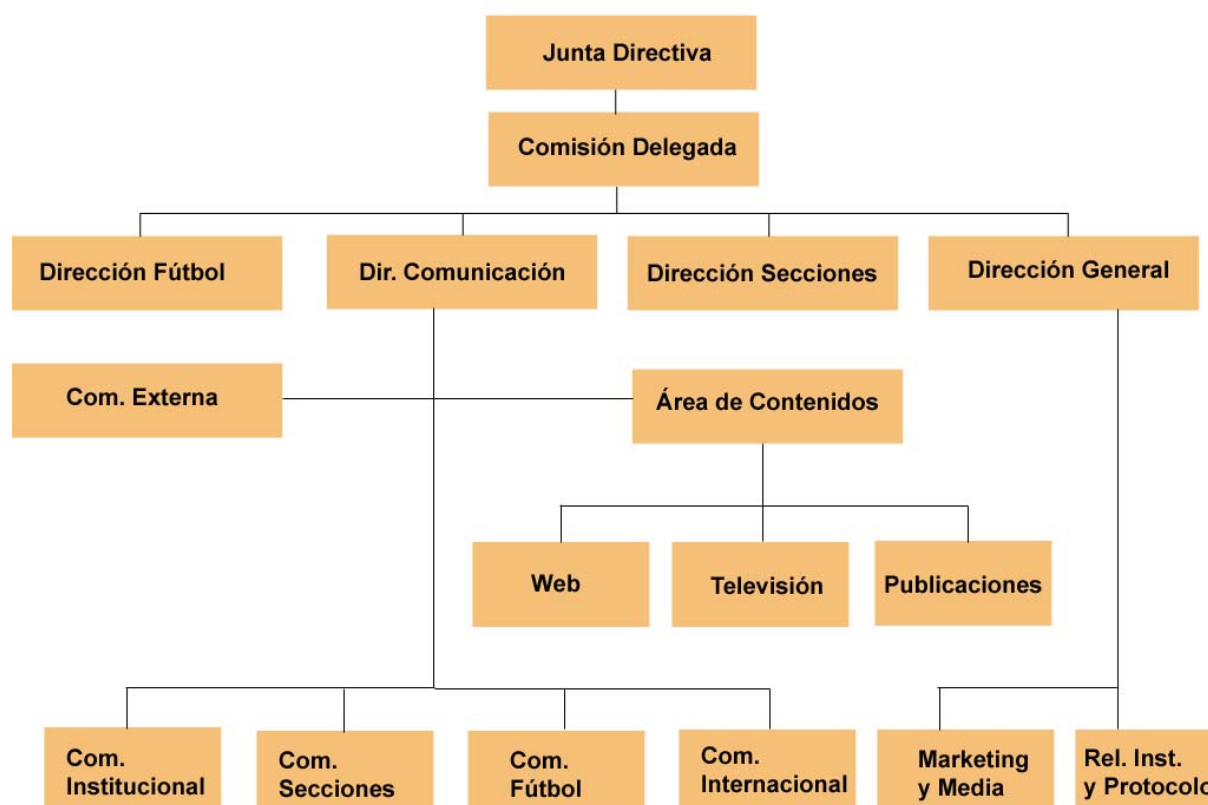 Junta Directiva
Comisión Delegada
Dirección Fútbol
Dir. Comunicación
Dirección Secciones
Dirección General
Com. Externa
Área de Contenidos
Web
Televisión
Publicaciones
Com.
Institucional
Com.
Secciones
Com.
Fútbol
Com.
Internacional
Marketing
y Media
Rel. Inst.
y Protocolo